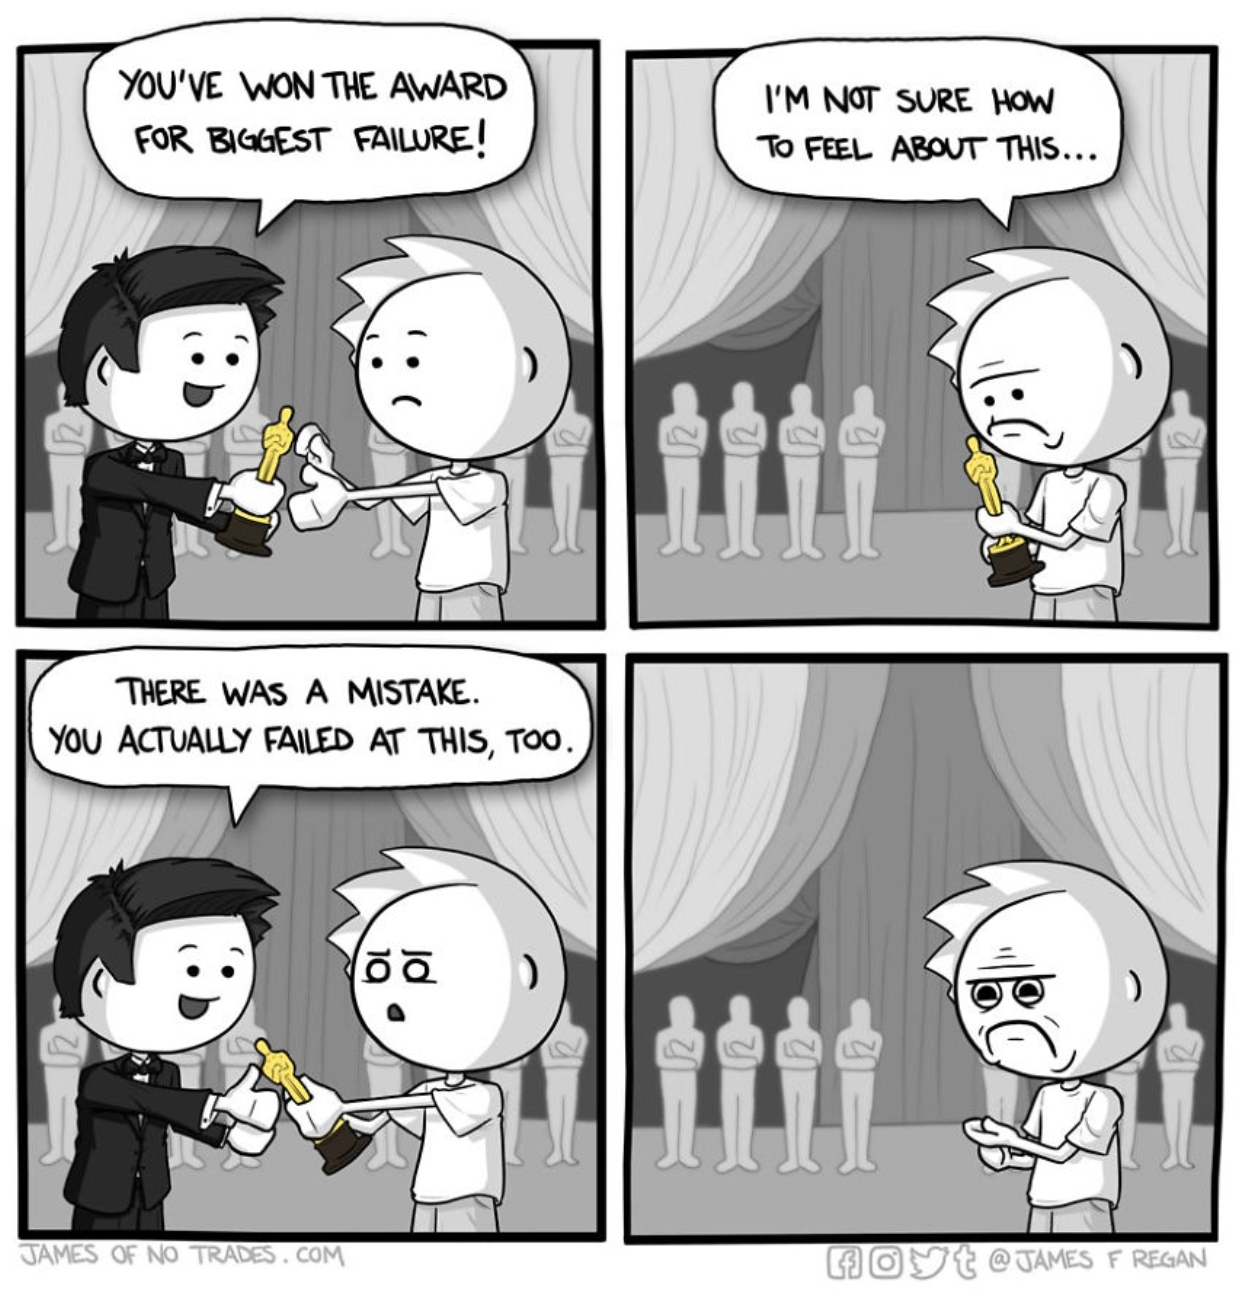 YOU'VE WON THE AWARD
FOR BIGGEST FAILURE!
I'M NOT SURE HOW
TO FEEL ABOUT THIS...
THERE WAS A MISTAKE.
YOU ACTUALLY FAILED AT THIS, TOO.
JAMES OF NO TRADES.COM
@JAMES F REGAN